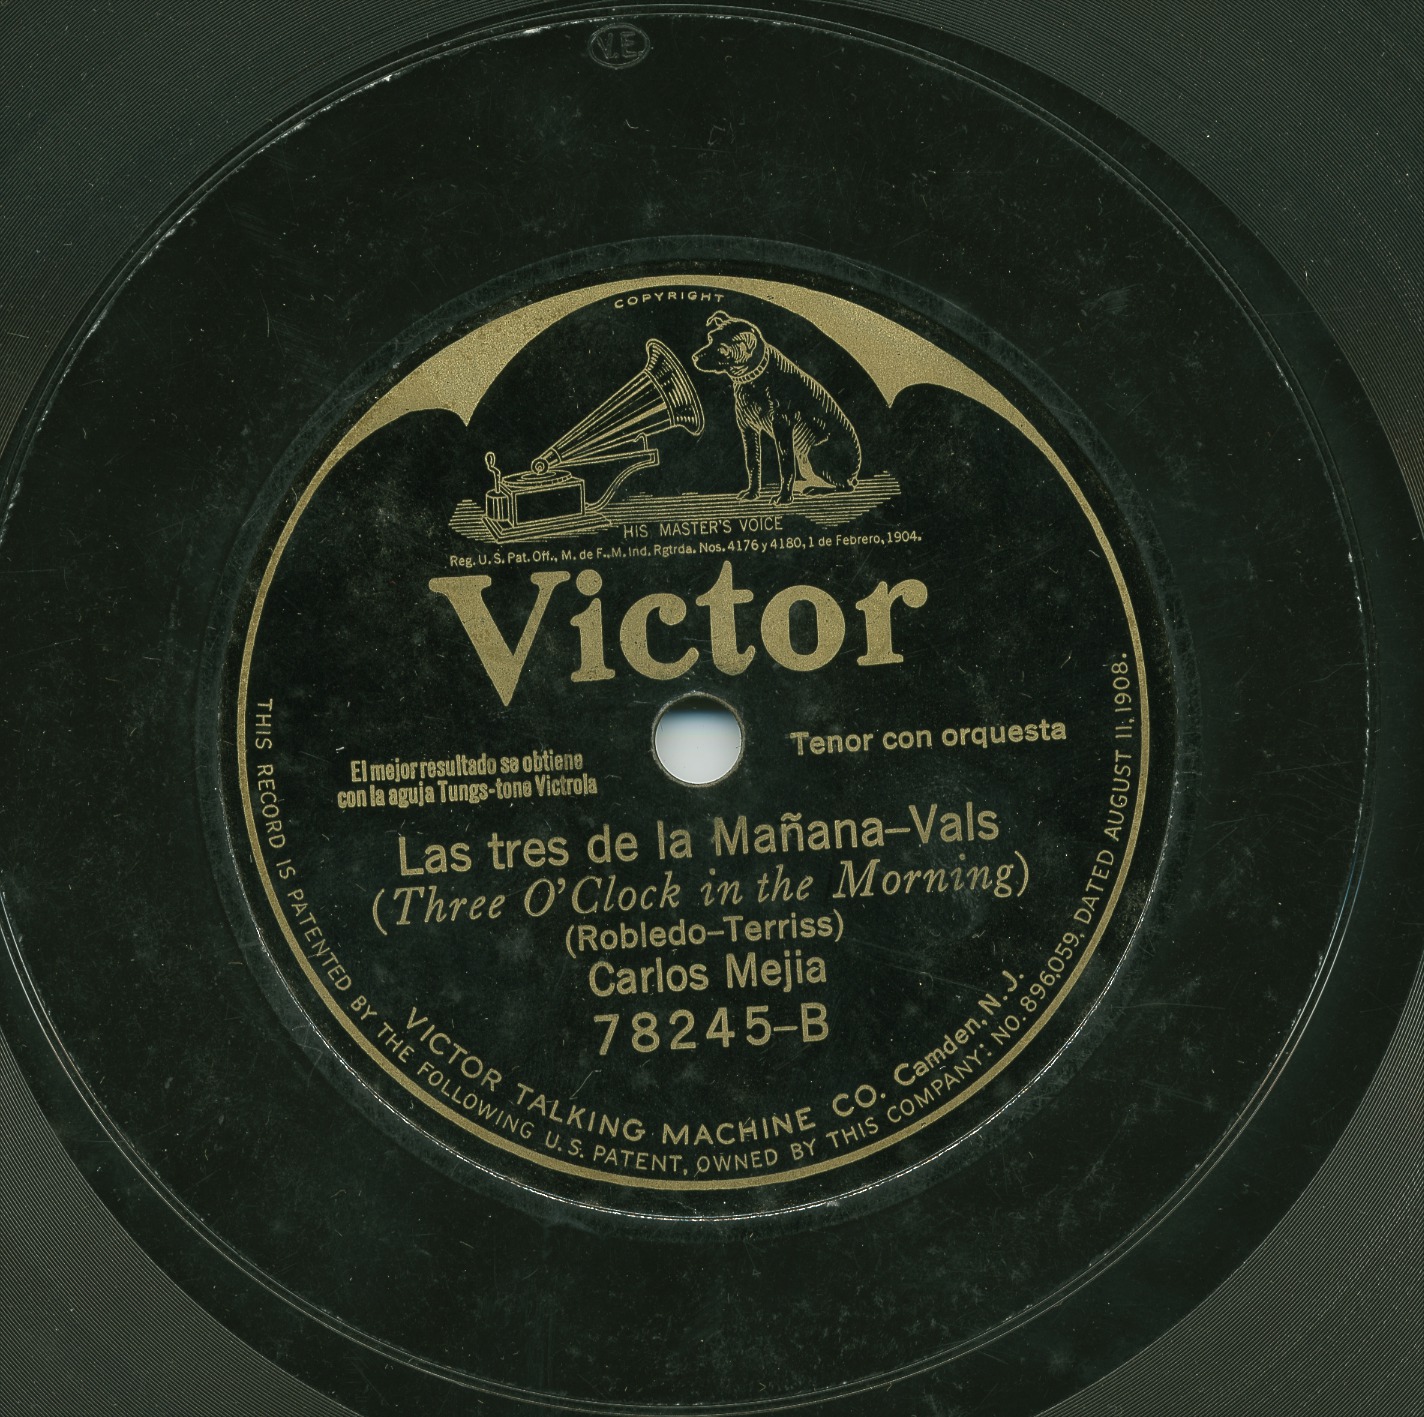 V.E.
COPYRIGHT
HIS MASTER'S VOICE
Reg. U. S. Pat. Off., M. de F., M. Ind. Rgtrda. Nos. 4176 y 4180, 1 de Febrero, 1904.
Victor
El mejor resultado se obtiene
con la aguja Tungs-tone Victrola
Tenor con orquesta
Las tres de la Mañana–Vals
(Three O'Clock in the Morning)
(Robledo–Terriss)
Carlos Mejia
78245–B
VICTOR TALKING MACHINE CO. Camden, N. J.
THIS RECORD IS PATENTED BY THE FOLLOWING U. S. PATENT, OWNED BY THIS COMPANY: NO. 896,059, DATED AUGUST 11, 1908.